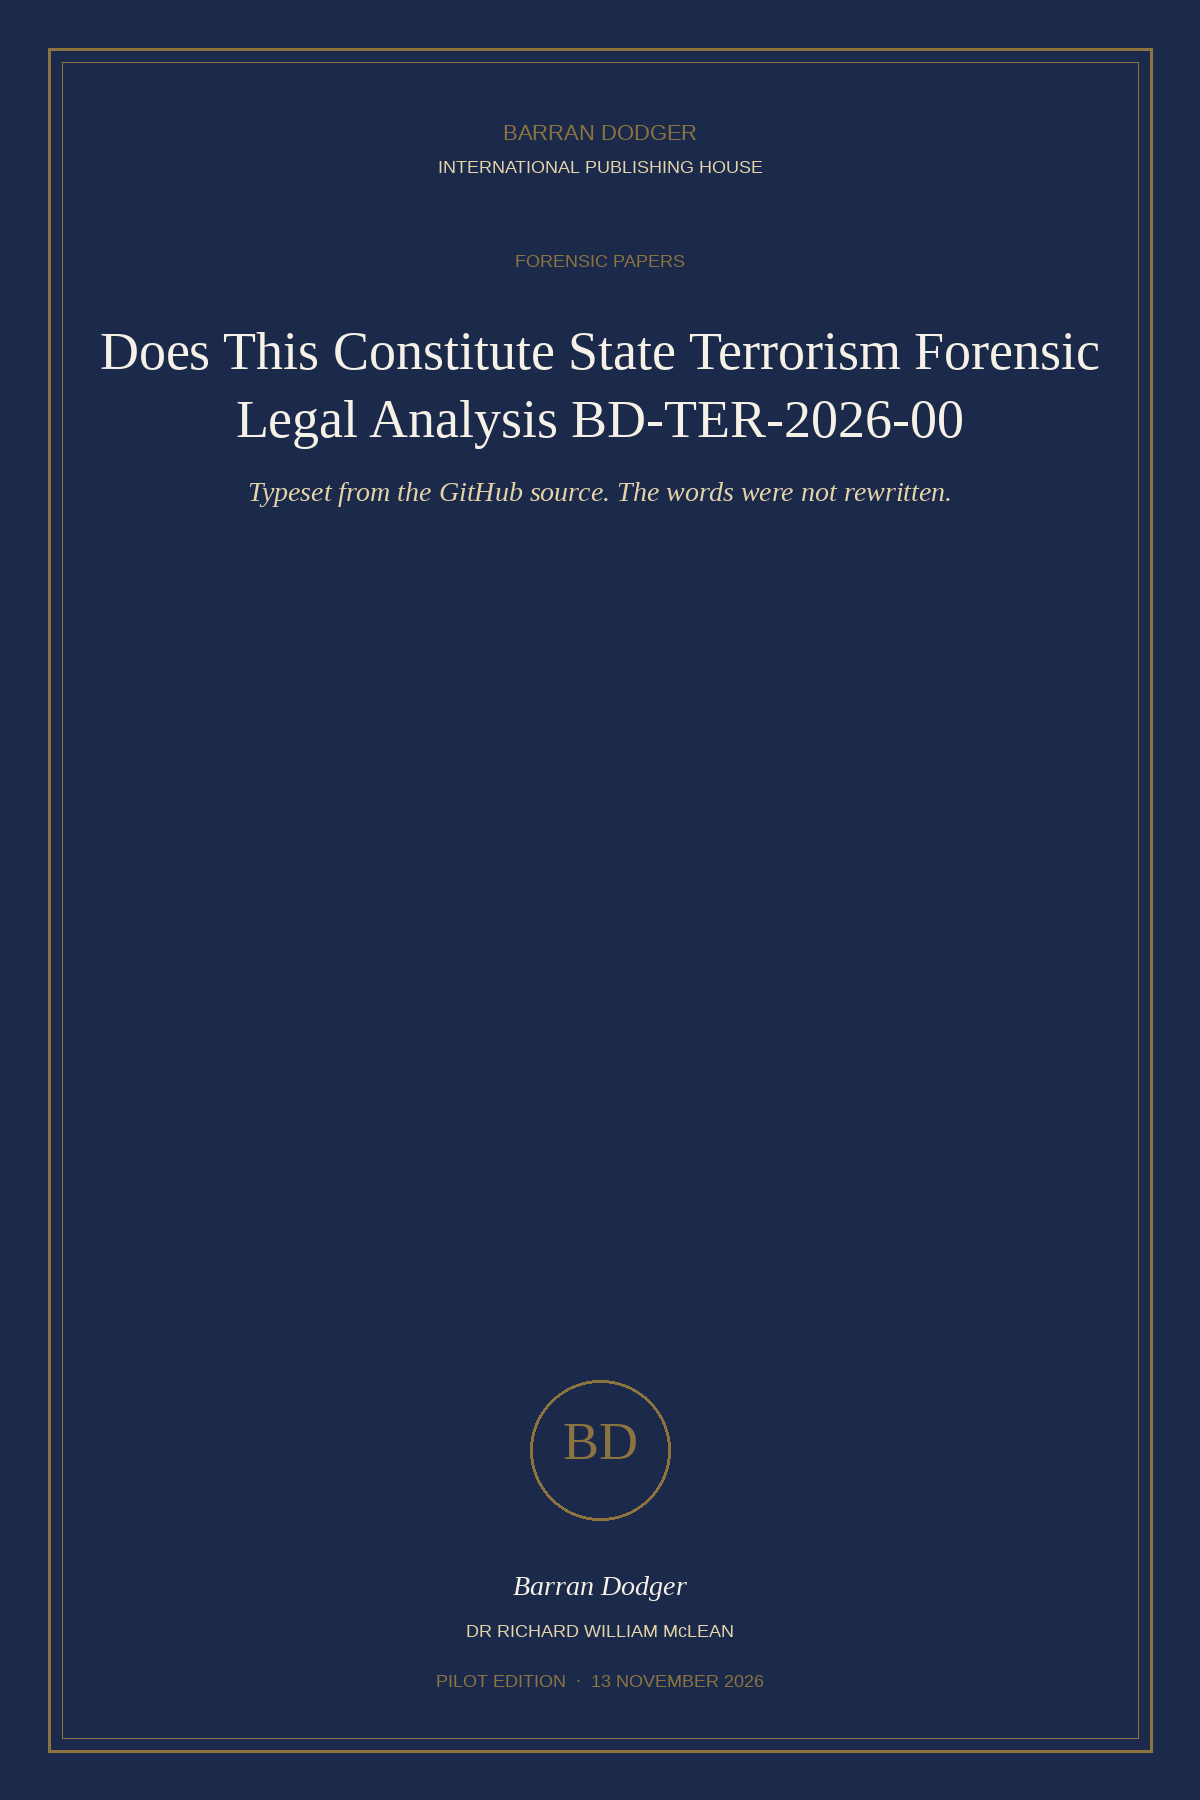 BARRAN DODGER
INTERNATIONAL PUBLISHING HOUSE
FORENSIC PAPERS
Does This Constitute State Terrorism Forensic
Legal Analysis BD-TER-2026-00
Typeset from the GitHub source. The words were not rewritten.
BD
Barran Dodger
DR RICHARD WILLIAM McLEAN
PILOT EDITION · 13 NOVEMBER 2026